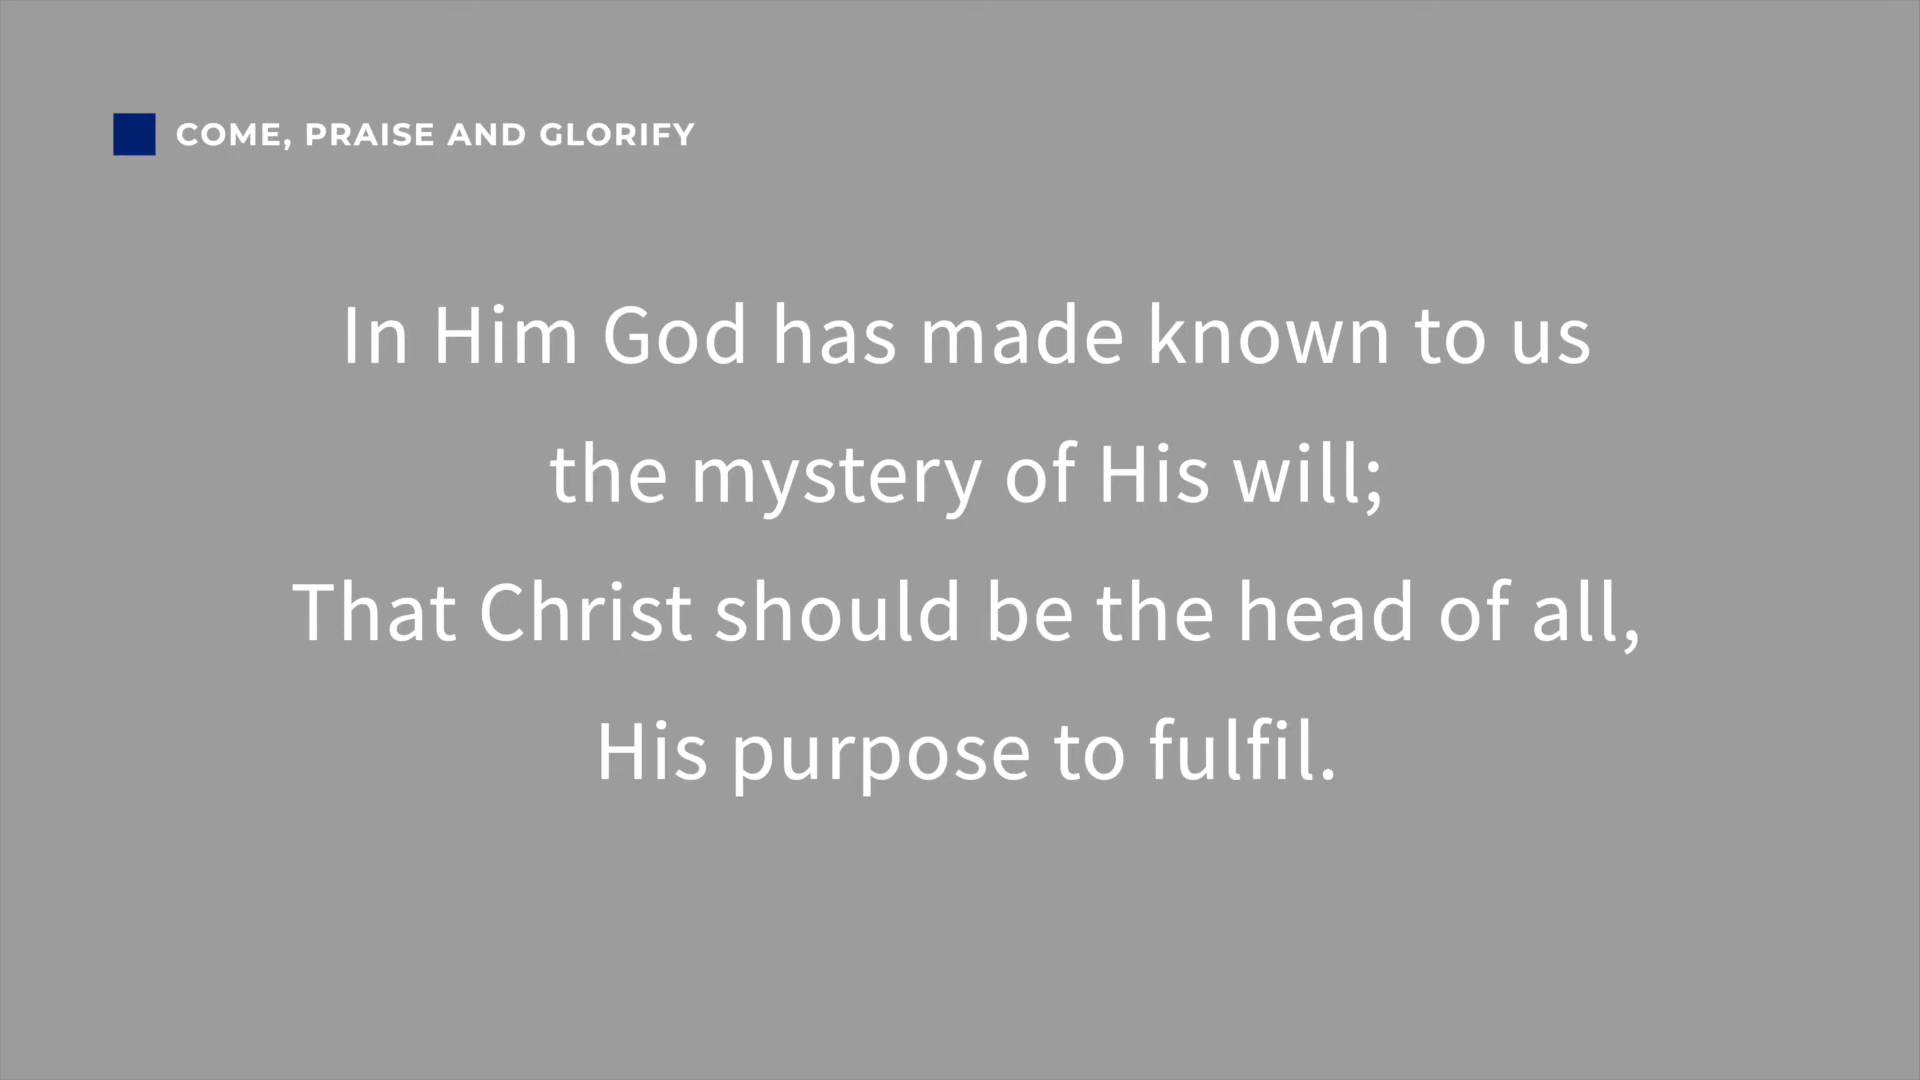 COME, PRAISE AND GLORIFY
In Him God has made known to us
the mystery of His will;
That Christ should be the head of all,
His purpose to fulfil.